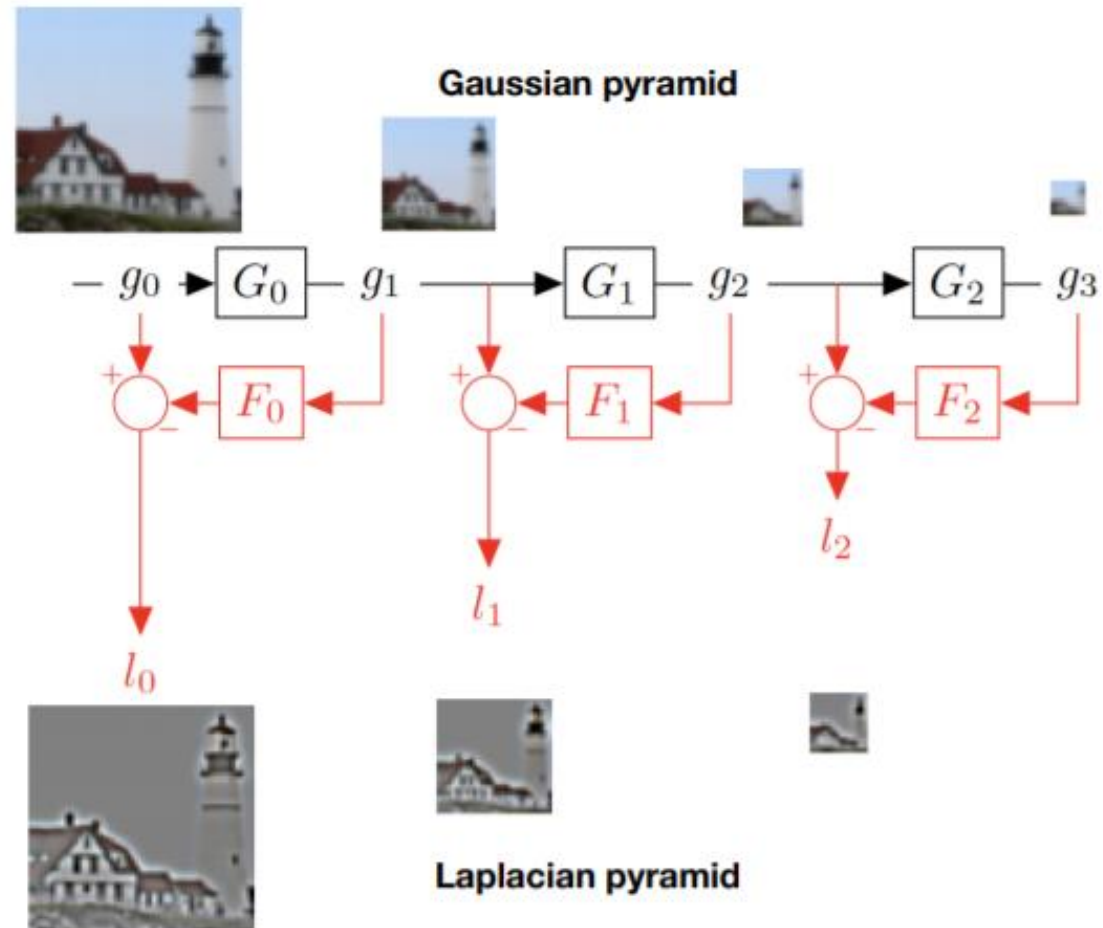 Gaussian pyramid
g₀ G₀ g₁ G₁ g₂ G₂ g₃
+ − F₀ + − F₁ + − F₂
l₂
l₁
l₀
Laplacian pyramid